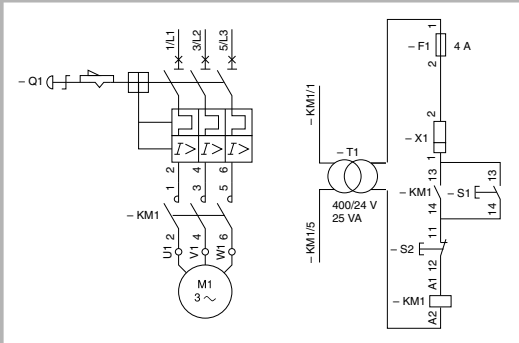 1/L1
3/L2
5/L3
– Q1
I> I> I>
2 4 6
1 3 5
– KM1
2 4 6
U1 V1 W1
M1
3 ~
– KM1/1
– T1
400/24 V
25 VA
– KM1/5
1
– F1 4 A
2
2
– X1
1
13 13
– KM1 – S1
14 14
11
– S2
12
A1
– KM1
A2